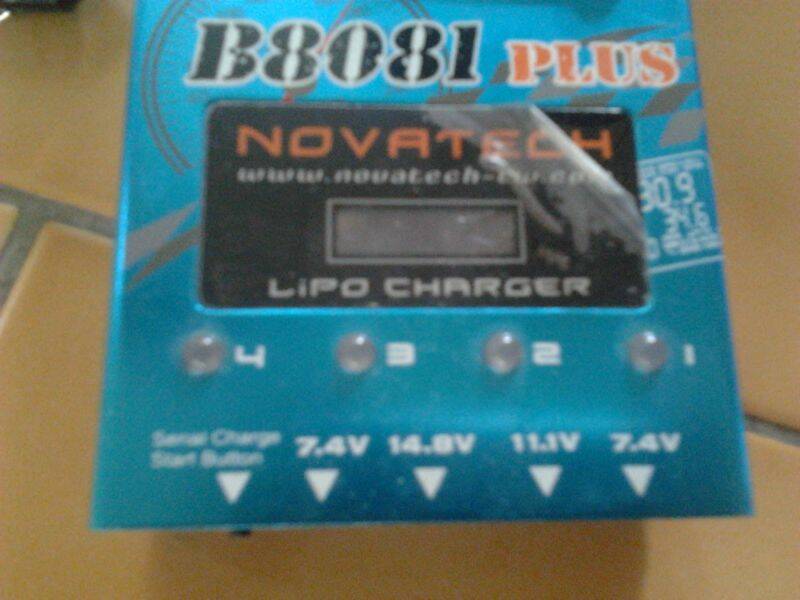 B8081 PLUS
NOVATECH
LiPO CHARGER
4 3 2 1
Serial Charge
Start Button
7.4V 14.8V 11.1V 7.4V